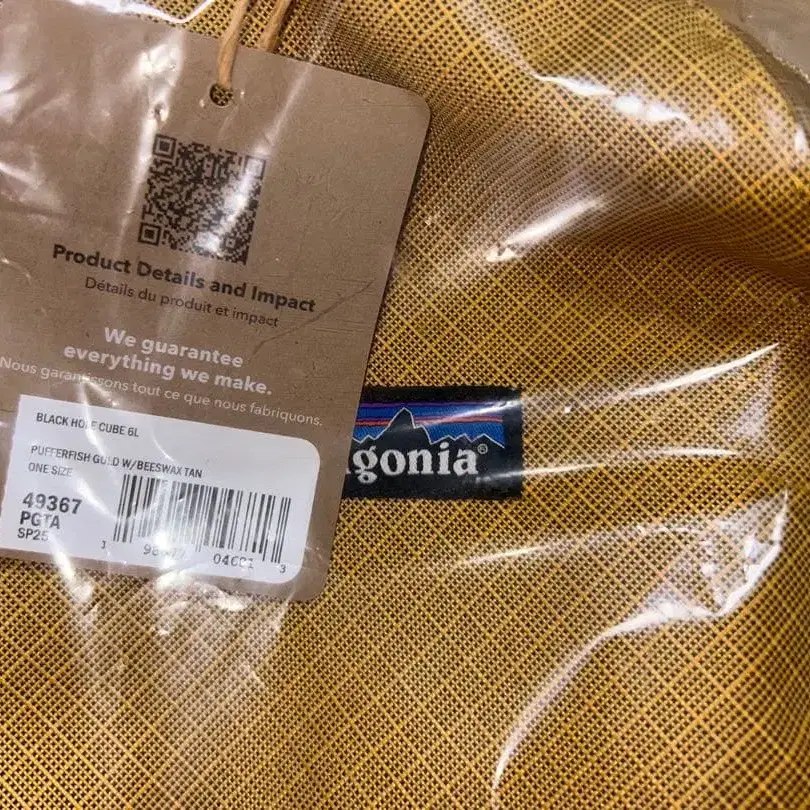 Product Details and Impact
Détails du produit et impact
We guarantee
everything we make.
Nous garantissons tout ce que nous fabriquons.
BLACK HOLE CUBE 6L
PUFFERFISH GOLD W/BEESWAX TAN
ONE SIZE
49367
PGTA
SP25
gonia®